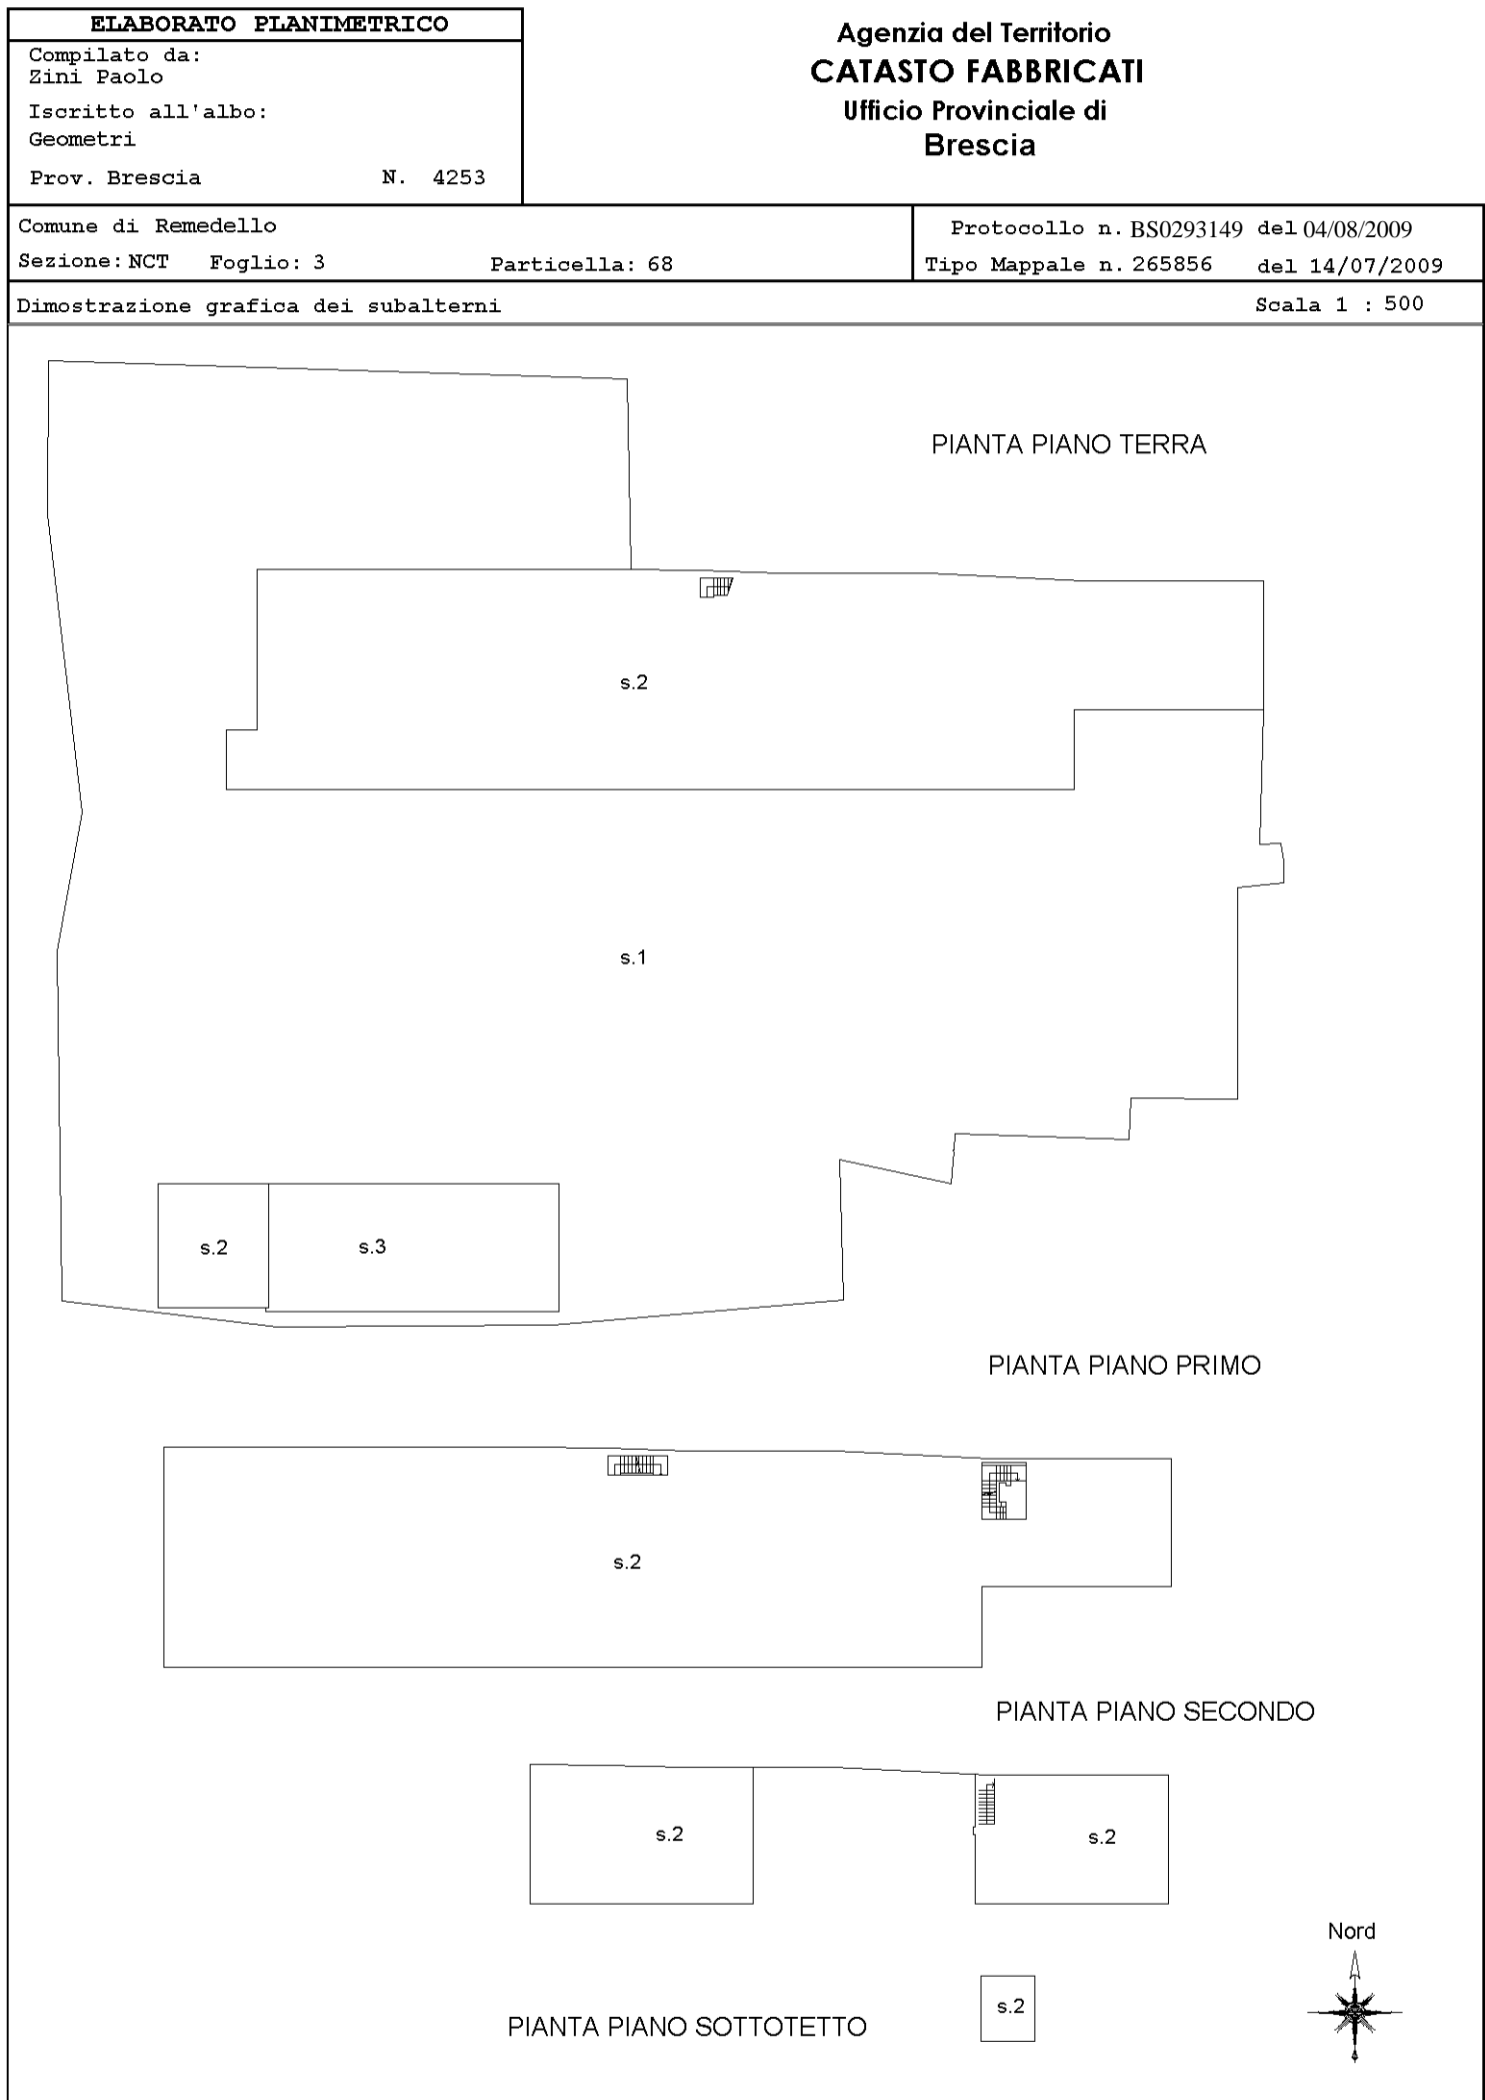 ELABORATO PLANIMETRICO
Compilato da:
Zini Paolo
Iscritto all'albo:
Geometri
Prov. Brescia N. 4253
Agenzia del Territorio
CATASTO FABBRICATI
Ufficio Provinciale di
Brescia
Comune di Remedello
Sezione: NCT Foglio: 3 Particella: 68
Protocollo n. BS0293149 del 04/08/2009
Tipo Mappale n. 265856 del 14/07/2009
Dimostrazione grafica dei subalterni Scala 1 : 500
PIANTA PIANO TERRA
s.2
s.1
s.2 s.3
PIANTA PIANO PRIMO
s.2
PIANTA PIANO SECONDO
s.2 s.2
Nord
s.2
PIANTA PIANO SOTTOTETTO